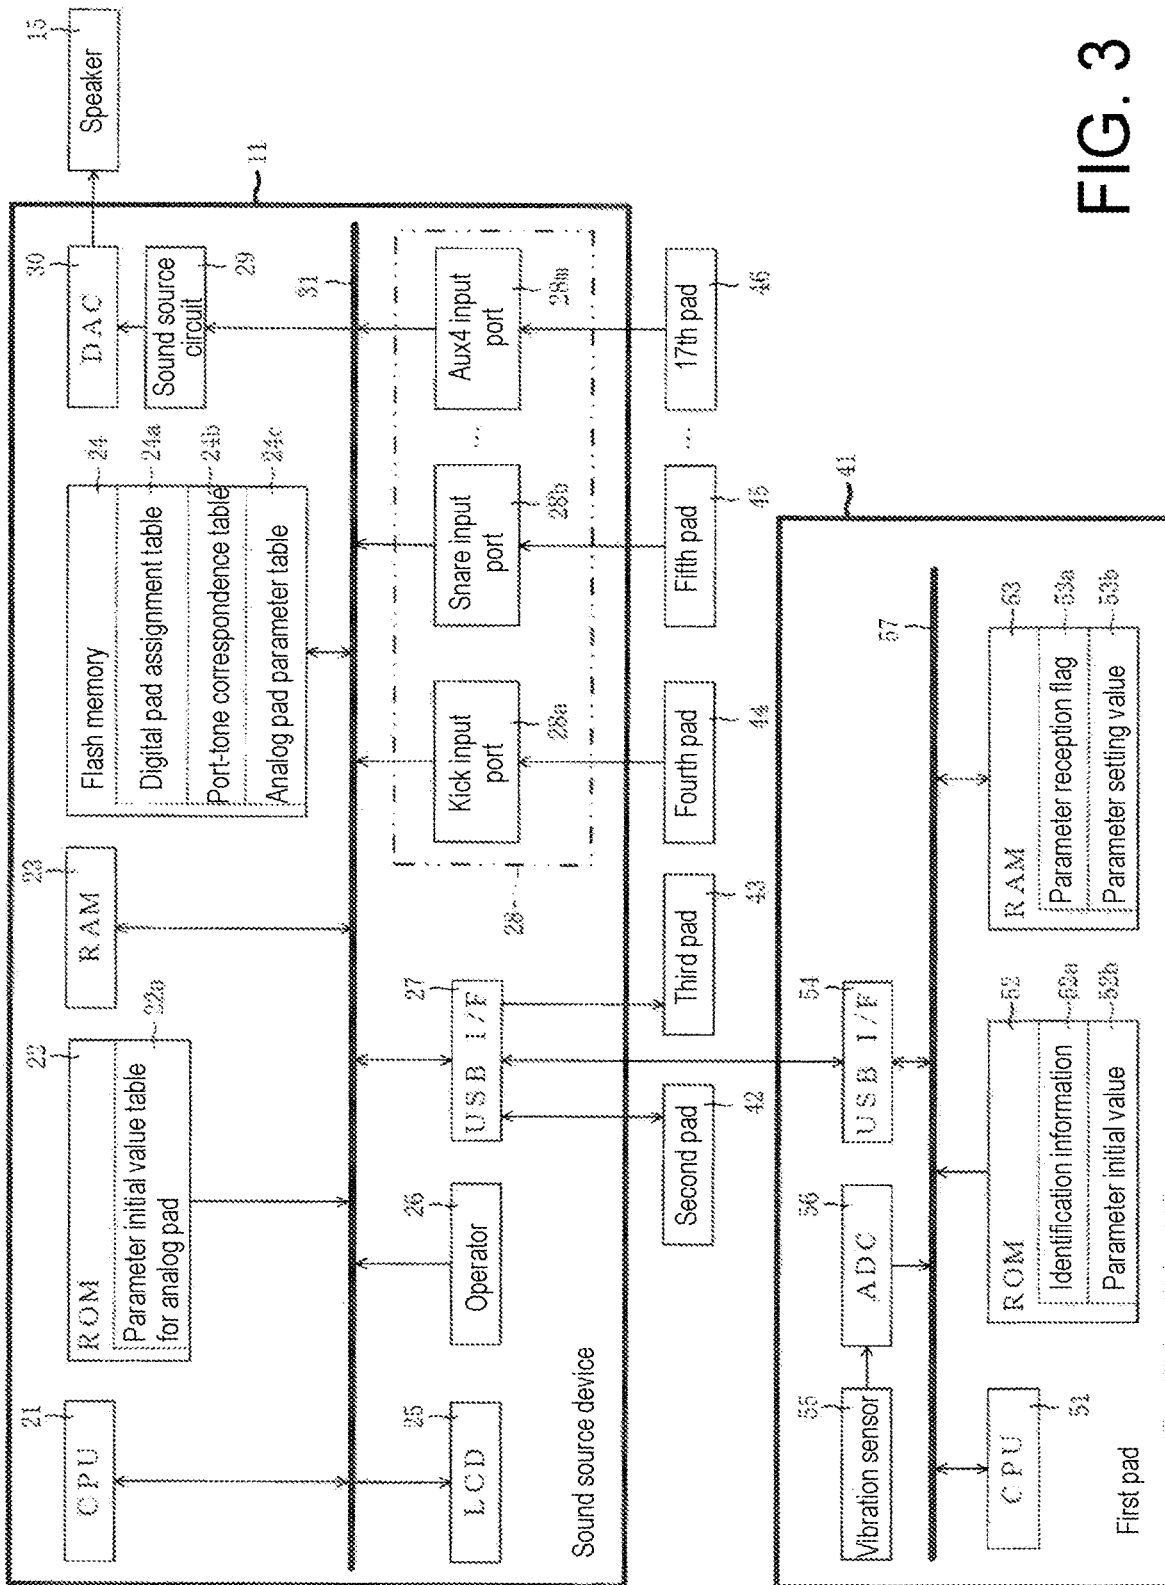 FIG. 3
Speaker
15
11
CPU
21
ROM
22
Parameter initial value table
for analog pad
22a
RAM
23
Flash memory
24
Digital pad assignment table
24a
Port-tone correspondence table
24b
Analog pad parameter table
24c
DAC
30
Sound source
circuit
29
31
LCD
25
Operator
26
USB I/F
27
28
Kick input
port
28a
Snare input
port
28b
...
Aux4 input
port
28m
Sound source device
Second pad
42
Third pad
43
Fourth pad
44
Fifth pad
45
...
17th pad
46
41
Vibration sensor
55
ADC
56
USB I/F
54
57
CPU
51
ROM
52
Identification information
52a
Parameter initial value
52b
RAM
53
Parameter reception flag
53a
Parameter setting value
53b
First pad